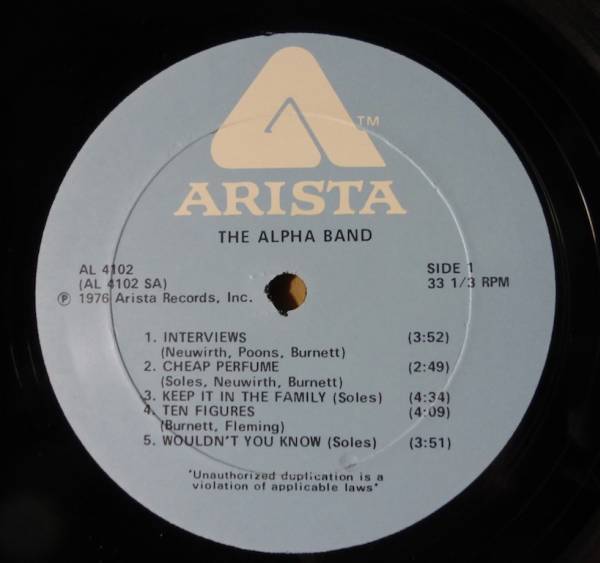 TM
ARISTA
THE ALPHA BAND
AL 4102 SIDE 1
(AL 4102 SA) 33 1/3 RPM
℗ 1976 Arista Records, Inc.
1. INTERVIEWS (3:52)
(Neuwirth, Poons, Burnett)
2. CHEAP PERFUME (2:49)
(Soles, Neuwirth, Burnett)
3. KEEP IT IN THE FAMILY (Soles) (4:34)
4. TEN FIGURES (4:09)
(Burnett, Fleming)
5. WOULDN'T YOU KNOW (Soles) (3:51)
"Unauthorized duplication is a
violation of applicable laws"